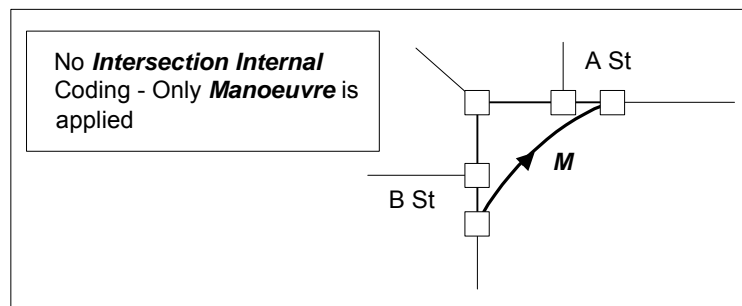 No Intersection Internal
Coding - Only Manoeuvre is
applied
A St
M
B St